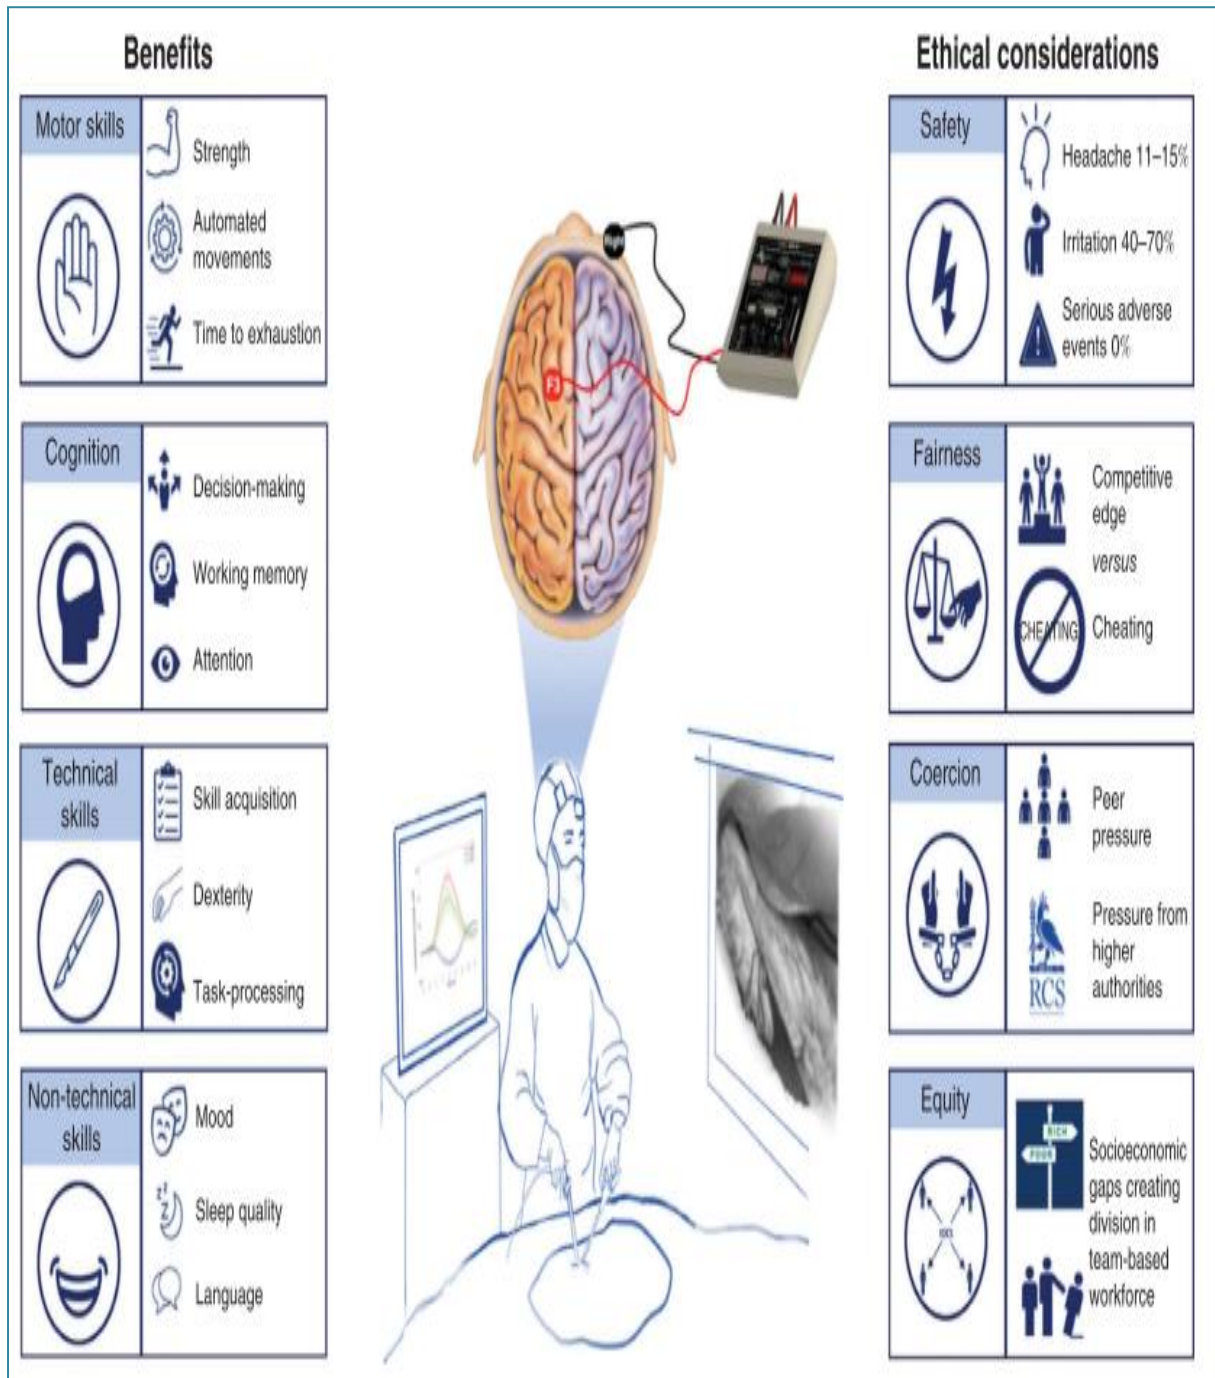 Benefits
Motor skills
Strength
Automated
movements
Time to exhaustion
Cognition
Decision-making
Working memory
Attention
Technical
skills
Skill acquisition
Dexterity
Task-processing
Non-technical
skills
Mood
Sleep quality
Language
F3
Ethical considerations
Safety
Headache 11–15%
Irritation 40–70%
Serious adverse
events 0%
Fairness
Competitive
edge
versus
CHEATING
Cheating
Coercion
Peer
pressure
RCS
Pressure from
higher
authorities
Equity
RICH
POOR
Socioeconomic
gaps creating
division in
team-based
workforce